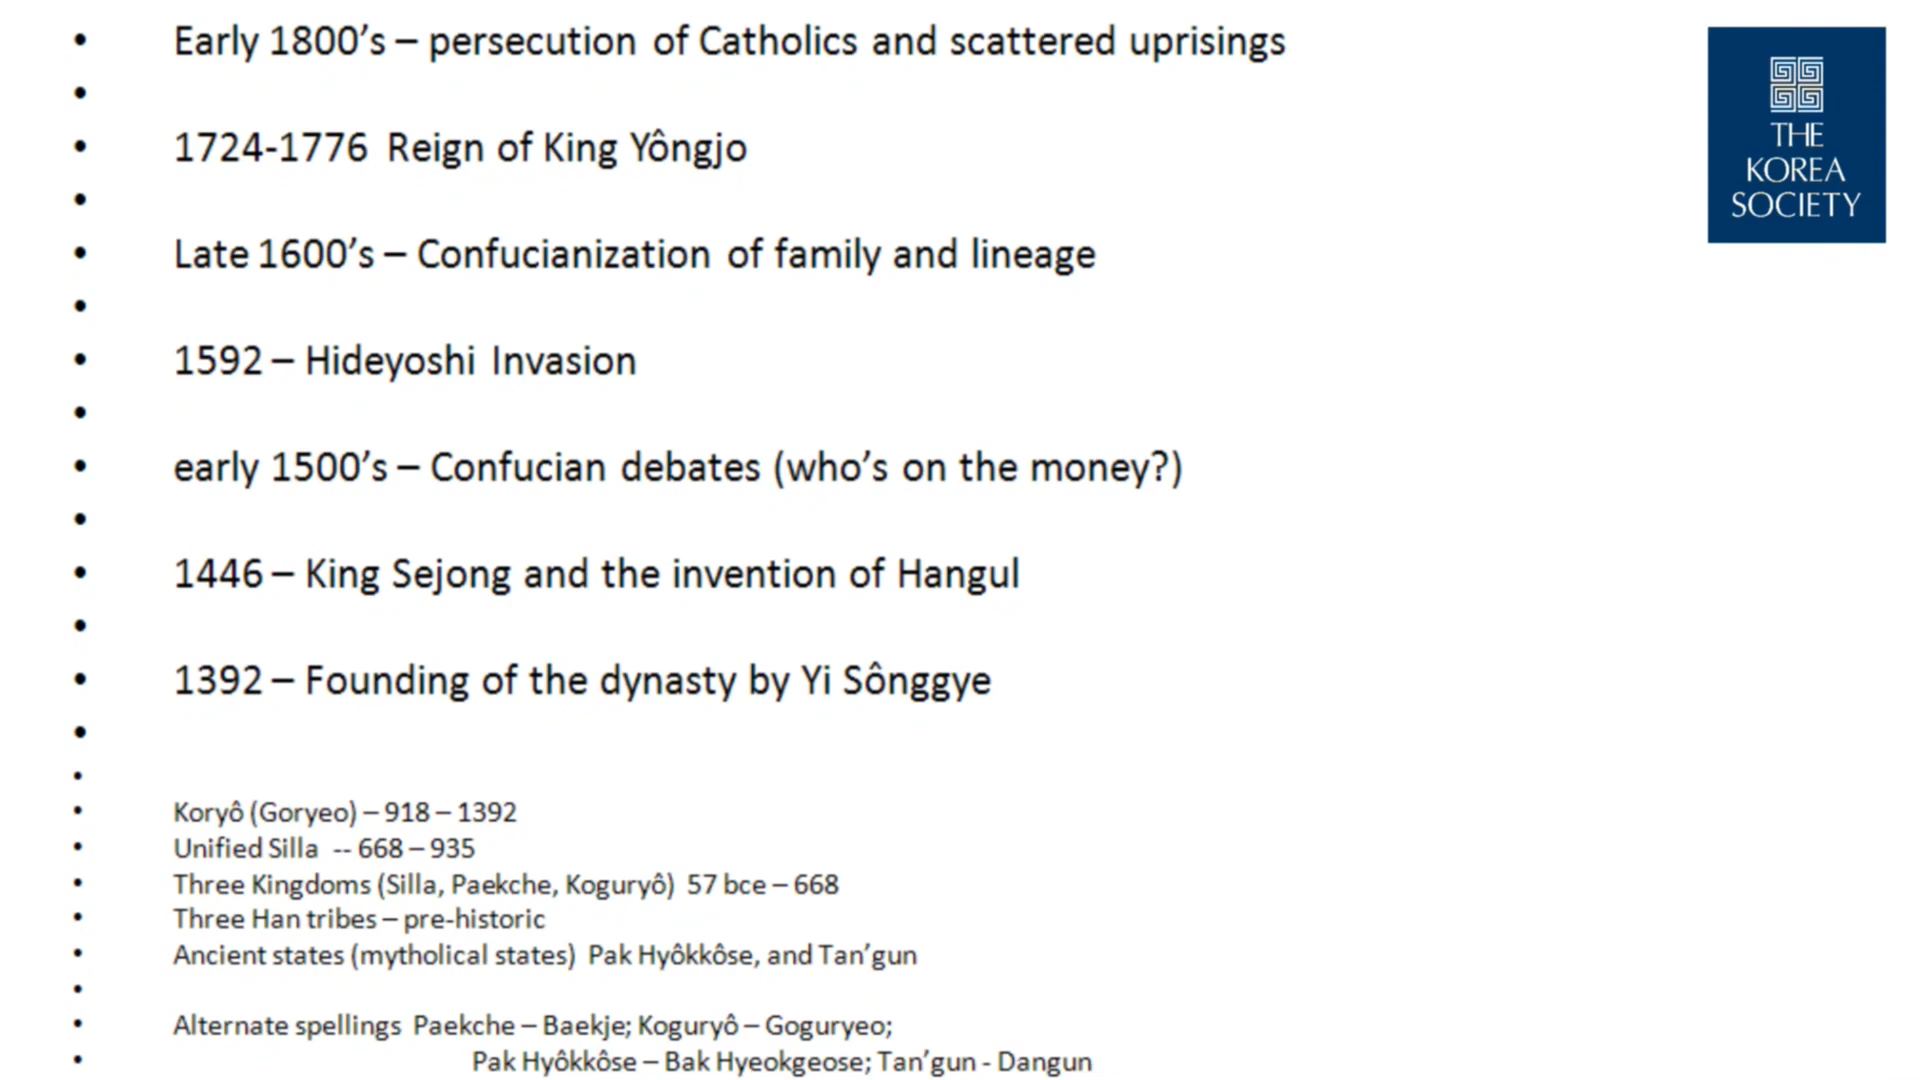 • Early 1800’s – persecution of Catholics and scattered uprisings
•
• 1724-1776 Reign of King Yôngjo
•
• Late 1600’s – Confucianization of family and lineage
•
• 1592 – Hideyoshi Invasion
•
• early 1500’s – Confucian debates (who’s on the money?)
•
• 1446 – King Sejong and the invention of Hangul
•
• 1392 – Founding of the dynasty by Yi Sônggye
•
•
• Koryô (Goryeo) – 918 – 1392
• Unified Silla -- 668 – 935
• Three Kingdoms (Silla, Paekche, Koguryô) 57 bce – 668
• Three Han tribes – pre-historic
• Ancient states (mytholical states) Pak Hyôkkôse, and Tan’gun
•
• Alternate spellings Paekche – Baekje; Koguryô – Goguryeo;
• Pak Hyôkkôse – Bak Hyeokgeose; Tan’gun - Dangun
THE
KOREA
SOCIETY